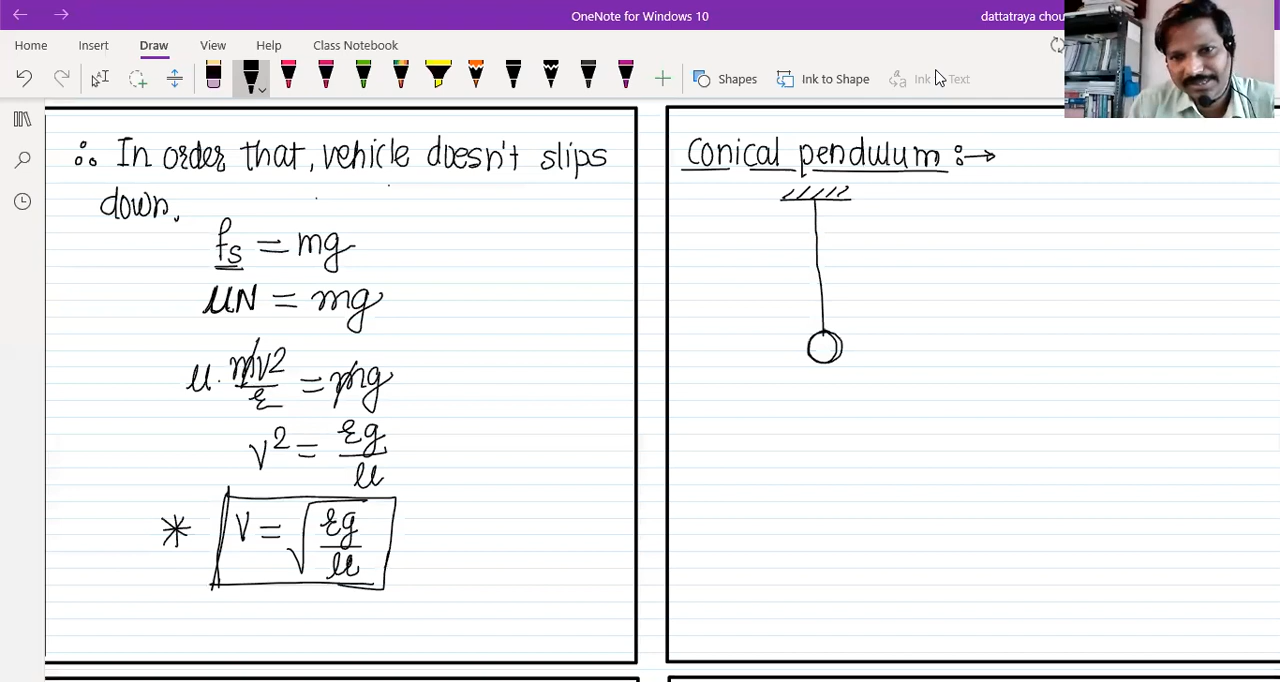 OneNote for Windows 10
dattatraya chou
Home Insert Draw View Help Class Notebook
Shapes Ink to Shape Ink Text
∴ In order that, vehicle doesn't slips
down.
fs = mg
μN = mg
μ · mv²/r = mg
v² = rg/μ
* v = √(rg/μ)
Conical pendulum :→